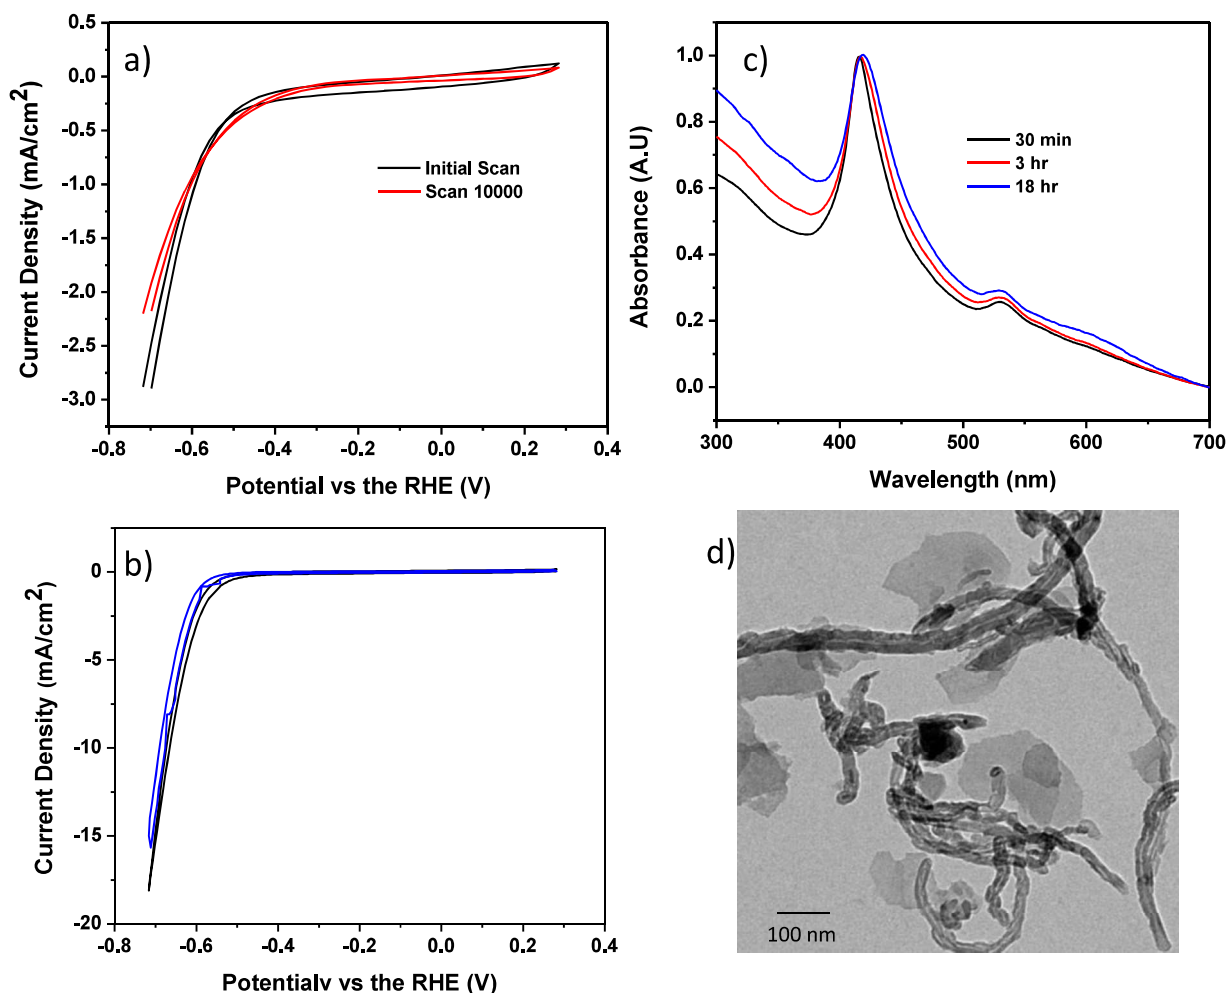 a)
0.5
0.0
-0.5
-1.0
-1.5
-2.0
-2.5
-3.0
Current Density (mA/cm2)
Initial Scan
Scan 10000
-0.8 -0.6 -0.4 -0.2 0.0 0.2 0.4
Potential vs the RHE (V)
c)
1.0
0.8
0.6
0.4
0.2
0.0
Absorbance (A.U)
30 min
3 hr
18 hr
300 400 500 600 700
Wavelength (nm)
b)
0
-5
-10
-15
-20
Current Density (mA/cm2)
-0.8 -0.6 -0.4 -0.2 0.0 0.2 0.4
Potentialv vs the RHE (V)
d)
100 nm